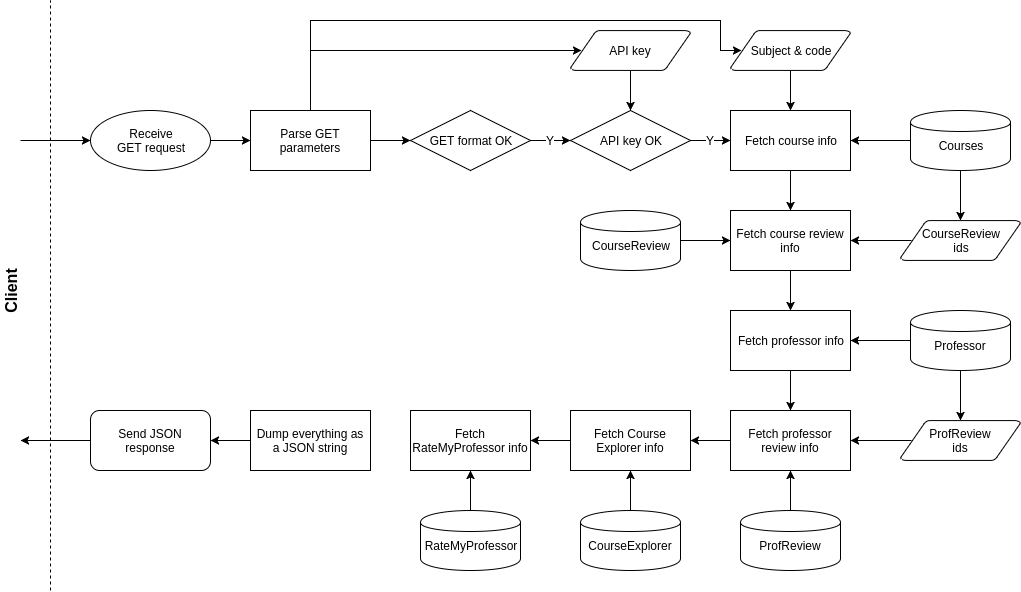 API key
Subject & code
Receive
GET request
Parse GET
parameters
GET format OK
Y
API key OK
Y
Fetch course info
Courses
CourseReview
Fetch course review
info
CourseReview
ids
Client
Fetch professor info
Professor
Send JSON
response
Dump everything as
a JSON string
Fetch
RateMyProfessor info
Fetch Course
Explorer info
Fetch professor
review info
ProfReview
ids
RateMyProfessor
CourseExplorer
ProfReview